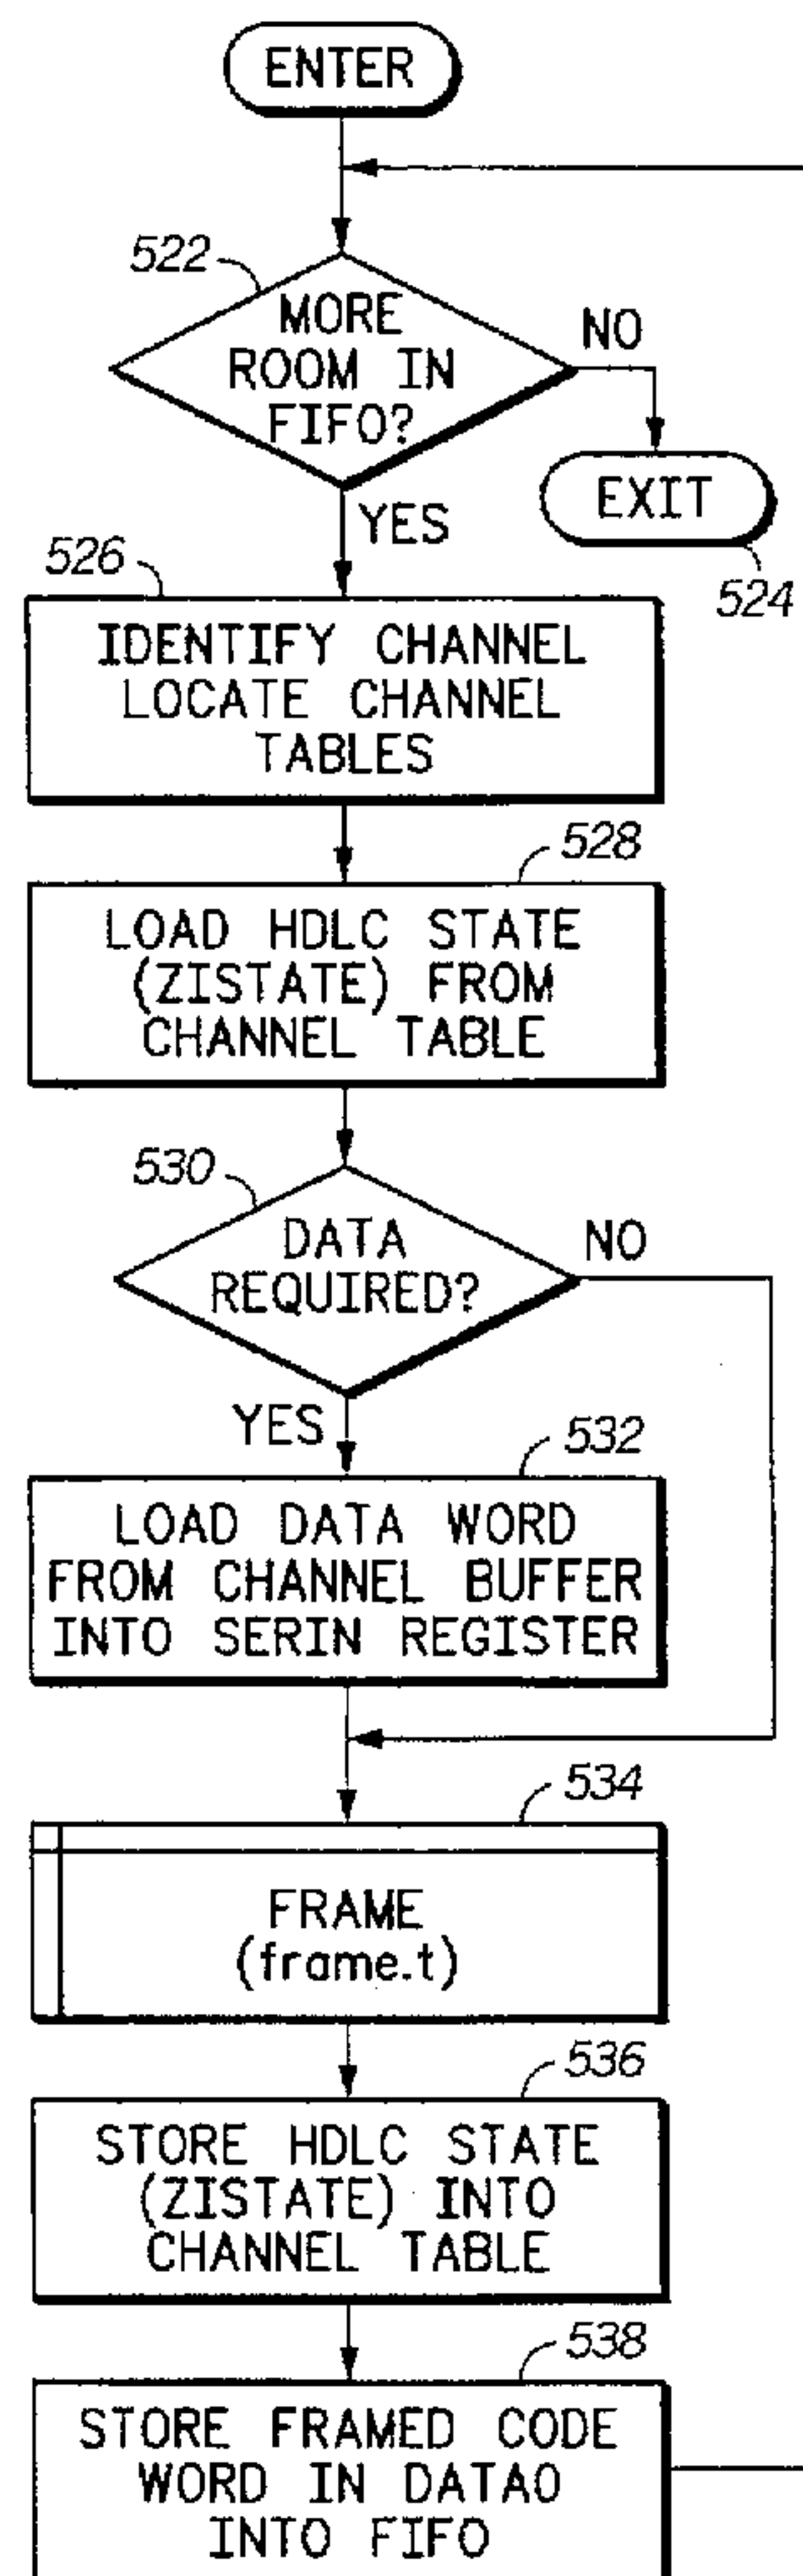 ENTER
522
MORE
ROOM IN
FIFO?
NO
EXIT
524
YES
526
IDENTIFY CHANNEL
LOCATE CHANNEL
TABLES
528
LOAD HDLC STATE
(ZISTATE) FROM
CHANNEL TABLE
530
DATA
REQUIRED?
NO
YES
532
LOAD DATA WORD
FROM CHANNEL BUFFER
INTO SERIN REGISTER
534
FRAME
(frame.t)
536
STORE HDLC STATE
(ZISTATE) INTO
CHANNEL TABLE
538
STORE FRAMED CODE
WORD IN DATAO
INTO FIFO